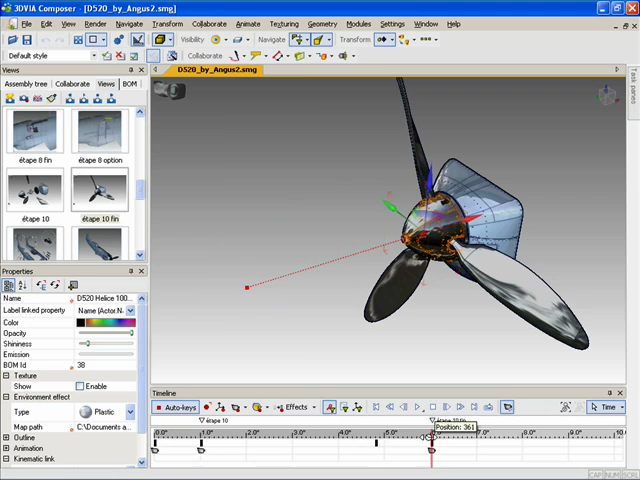 3DVIA Composer - [D520_by_Angus2.smg]
File Edit Render Navigate Transform Collaborate Animate Texturing Geometry Modules Settings Window Help
Visibility Navigate Transform
Default style Collaborate
Views
D520_by_Angus2.smg
Assembly tree Collaborate Views BOM
Task panes
étape 8 fin étape 8 option
étape 10 étape 10 fin
Properties
Name D520 Helice 100...
Label linked property Name (Actor.N
Color
Opacity
Shininess
Emission
BOM Id 38
Texture
Show Enable
Environment effect
Type Plastic
Map path C:\Documents a
Outline
Animation
Kinematic link
Timeline
Auto-keys Effects Time
étape 10
Position: 361
0.0" 1.0" 2.0" 3.0" 4.0" 5.0" 7.0" 8.0" 9.0" 10.
CAP NUM SCRL